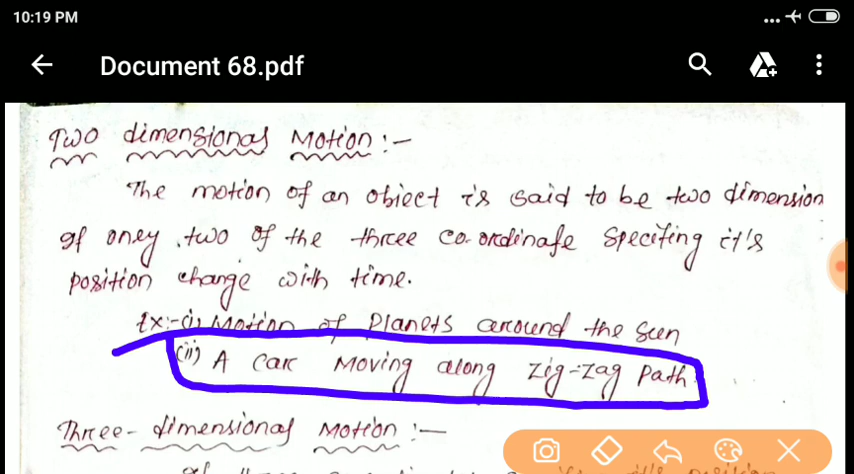 10:19 PM
Document 68.pdf
Two dimensional Motion :-
The motion of an object is said to be two dimension
if oney two of the three co-ordinate specifing it's
position change with time.
Ex:-(i) Motion of Planets around the sun
(ii) A car moving along zig-zag path
Three-dimensional Motion :-